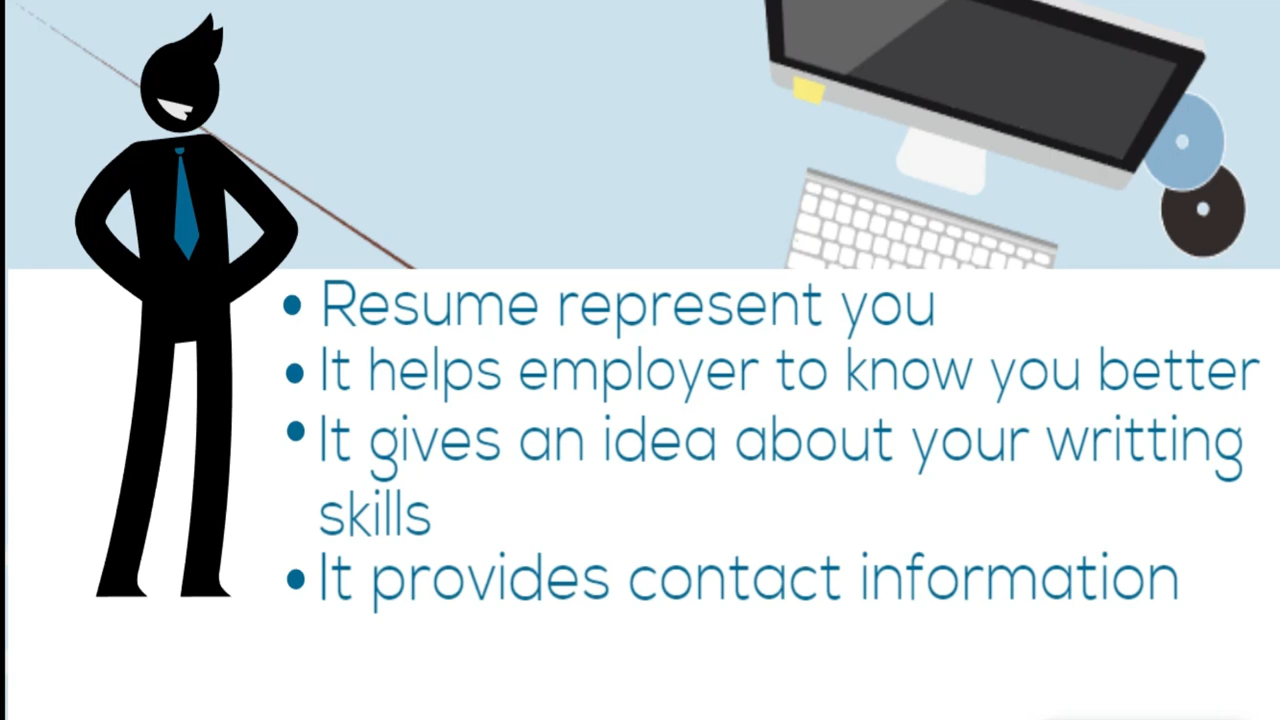 • Resume represent you
• It helps employer to know you better
• It gives an idea about your writting
skills
• It provides contact information